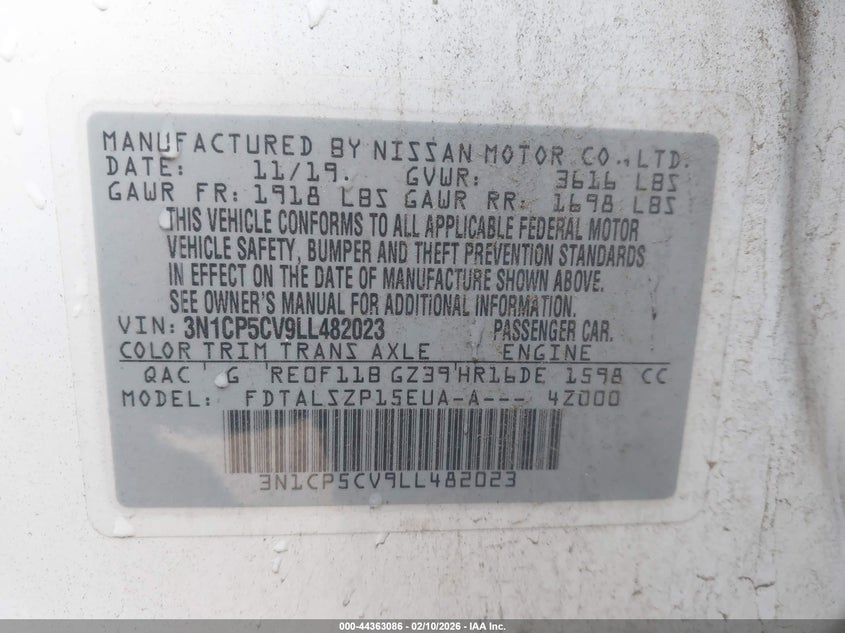 MANUFACTURED BY NISSAN MOTOR CO., LTD.
DATE: 11/19. GVWR: 3616 LBS
GAWR FR: 1918 LBS GAWR RR: 1698 LBS
THIS VEHICLE CONFORMS TO ALL APPLICABLE FEDERAL MOTOR
VEHICLE SAFETY, BUMPER AND THEFT PREVENTION STANDARDS
IN EFFECT ON THE DATE OF MANUFACTURE SHOWN ABOVE.
SEE OWNER'S MANUAL FOR ADDITIONAL INFORMATION.
VIN: 3N1CP5CV9LL482023 PASSENGER CAR.
COLOR TRIM TRANS AXLE ENGINE
QAC G RE0F11B GZ39 HR16DE 1598 CC
MODEL: FDTALSZP15EUA-A--- 4Z000
3N1CP5CV9LL482023
000-44363086 - 02/10/2026 - IAA Inc.